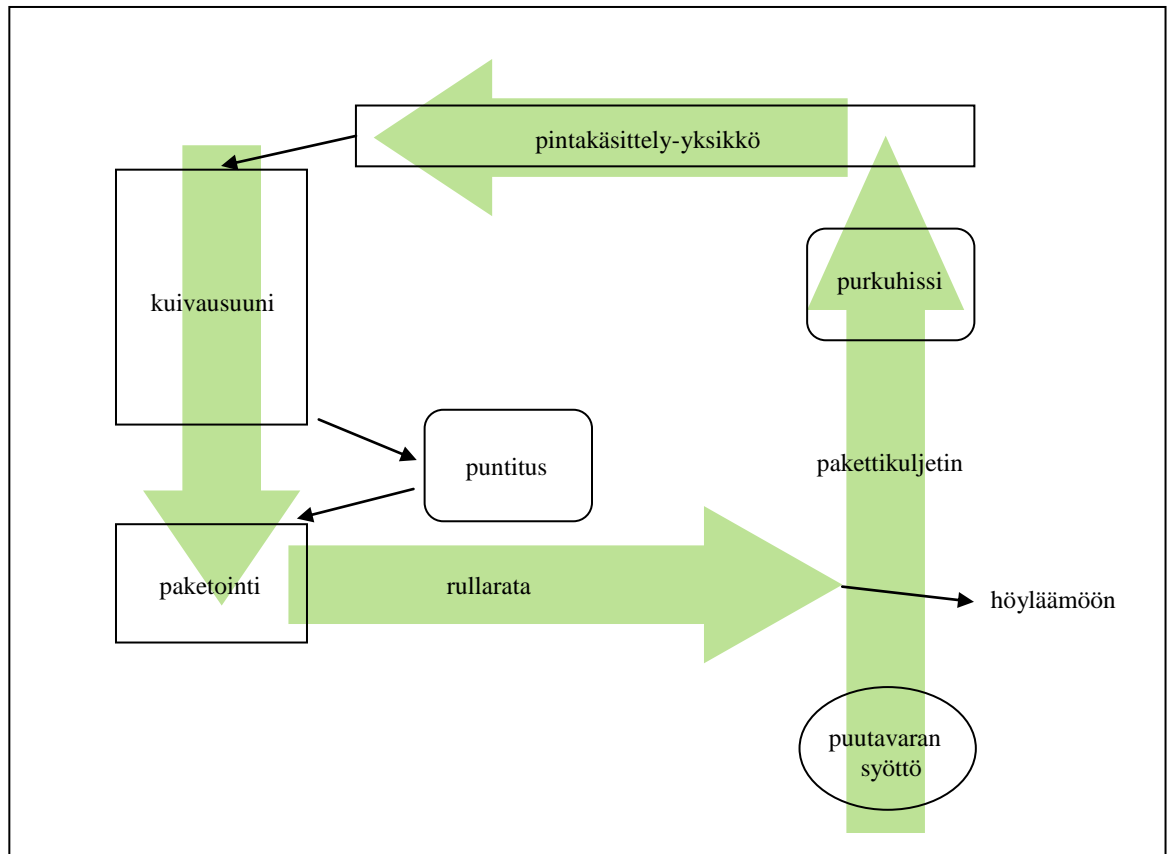 pintakäsittely-yksikkö
purkuhissi
kuivausuuni
puntitus
pakettikuljetin
paketointi
rullarata
höyläämöön
puutavaran
syöttö